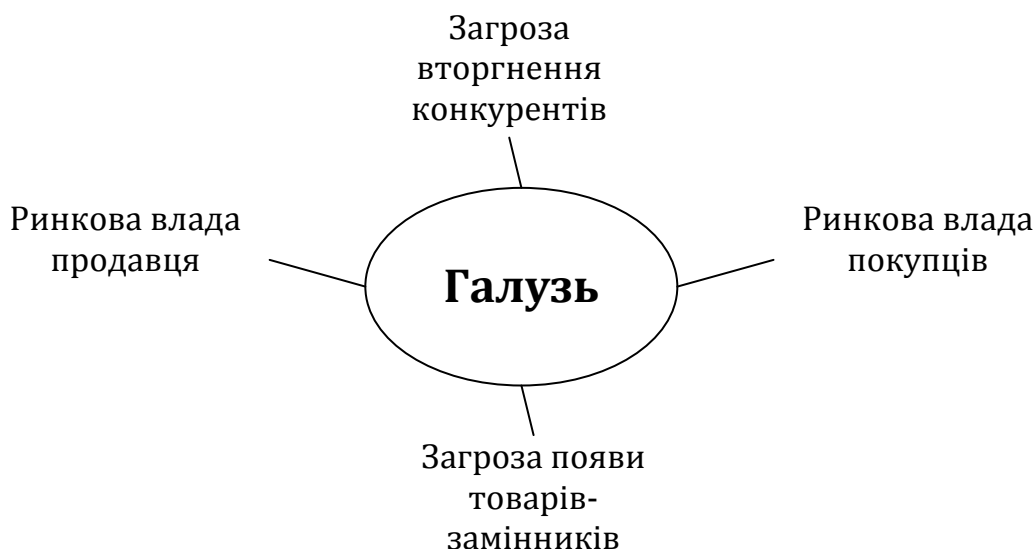 Загроза
вторгнення
конкурентів
Ринкова влада
продавця
Ринкова влада
покупців
Галузь
Загроза появи
товарів-
замінників